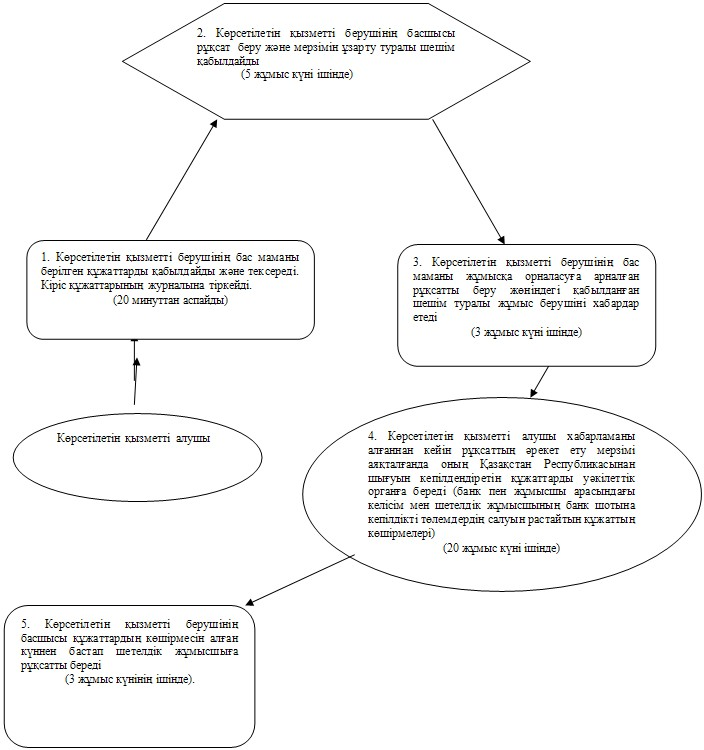 2. Көрсетілетін қызметті берушінің басшысы
рұқсат беру және мерзімін ұзарту туралы шешім
қабылдайды
(5 жұмыс күні ішінде)
1. Көрсетілетін қызметті берушінің бас маманы
берілген құжаттарды қабылдайды және тексереді.
Кіріс құжаттарының журналына тіркейді.
(20 минуттан аспайды)
3. Көрсетілетін қызметті берушінің бас
маманы жұмысқа орналасуға арналған
рұқсатты беру жөніндегі қабылданған
шешім туралы жұмыс берушіні хабардар
етеді
(3 жұмыс күні ішінде)
Көрсетілетін қызметті алушы
4. Көрсетілетін қызметті алушы хабарламаны
алғаннан кейін рұқсаттың әрекет ету мерзімі
аяқталғанда оның Қазақстан Республикасынан
шығуын кепілдендіретін құжаттарды уәкілеттік
органға береді (банк пен жұмысшы арасындағы
келісім мен шетелдік жұмысшының банк шотына
кепілдікті төлемдердің салуын растайтын құжаттың
көшірмелері)
(20 жұмыс күні ішінде)
5. Көрсетілетін қызметті берушінің
басшысы құжаттардың көшірмесін алған
күннен бастап шетелдік жұмысшыға
рұқсатты береді
(3 жұмыс күнінің ішінде).